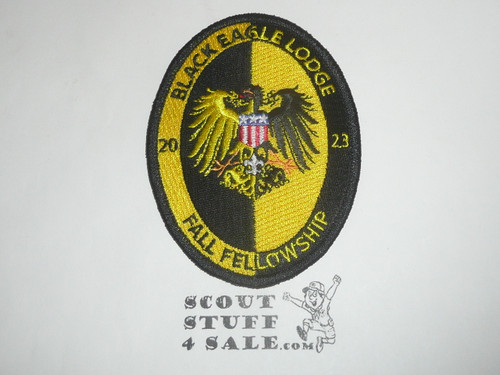 BLACK EAGLE LODGE
20 23
FALL FELLOWSHIP
SCOUT
STUFF
4 SALE.COM